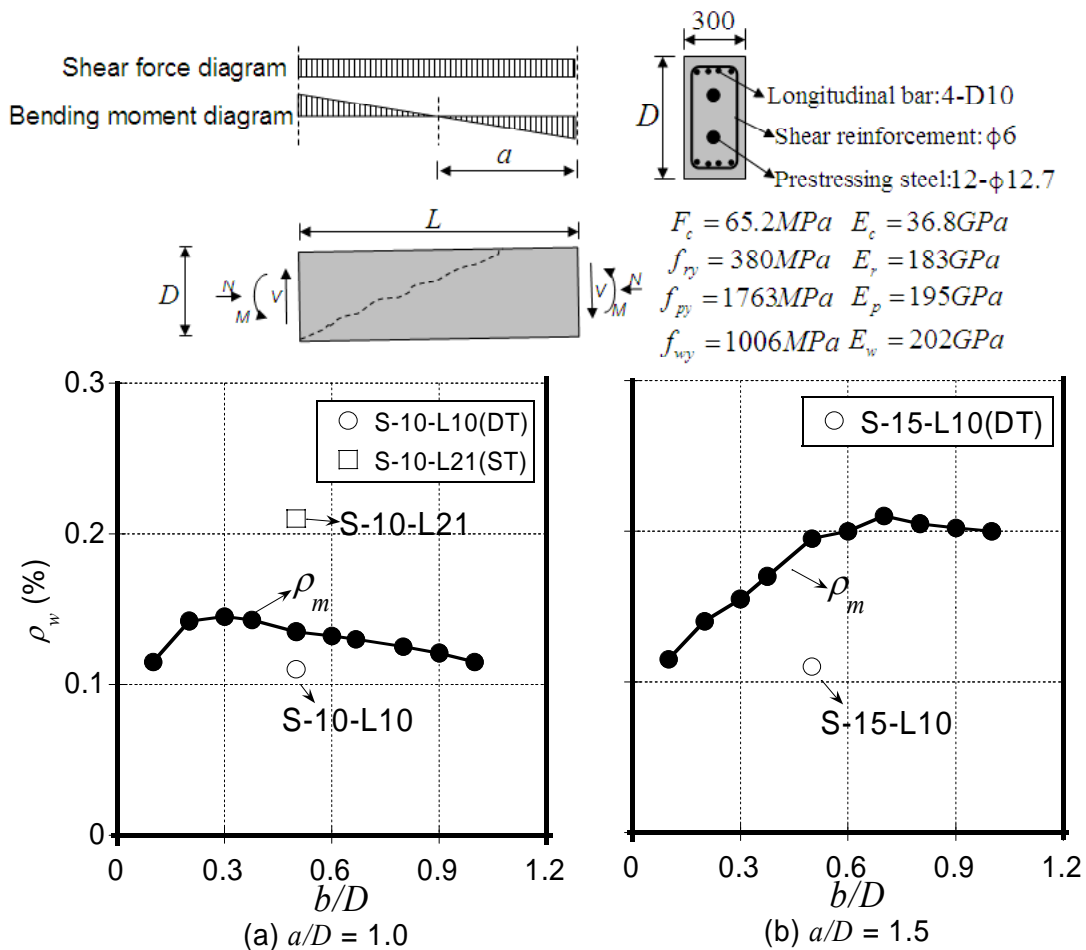 Shear force diagram
Bending moment diagram
a
L
D
N
M
V
V
M
N
300
D
Longitudinal bar:4-D10
Shear reinforcement: ϕ6
Prestressing steel:12-ϕ12.7
F_c = 65.2MPa E_c = 36.8GPa
f_ry = 380MPa E_r = 183GPa
f_py = 1763MPa E_p = 195GPa
f_wy = 1006MPa E_w = 202GPa
0.3
0.2
0.1
0
ρ_w (%)
S-10-L10(DT)
S-10-L21(ST)
S-10-L21
ρ_m
S-10-L10
0 0.3 0.6 0.9 1.2
b/D
(a) a/D = 1.0
S-15-L10(DT)
ρ_m
S-15-L10
0 0.3 0.6 0.9 1.2
b/D
(b) a/D = 1.5